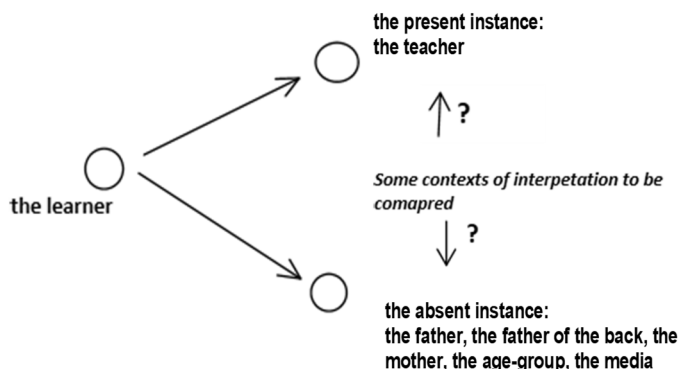 the present instance:
the teacher
?
the learner
Some contexts of interpetation to be
comapred
?
the absent instance:
the father, the father of the back, the
mother, the age-group, the media